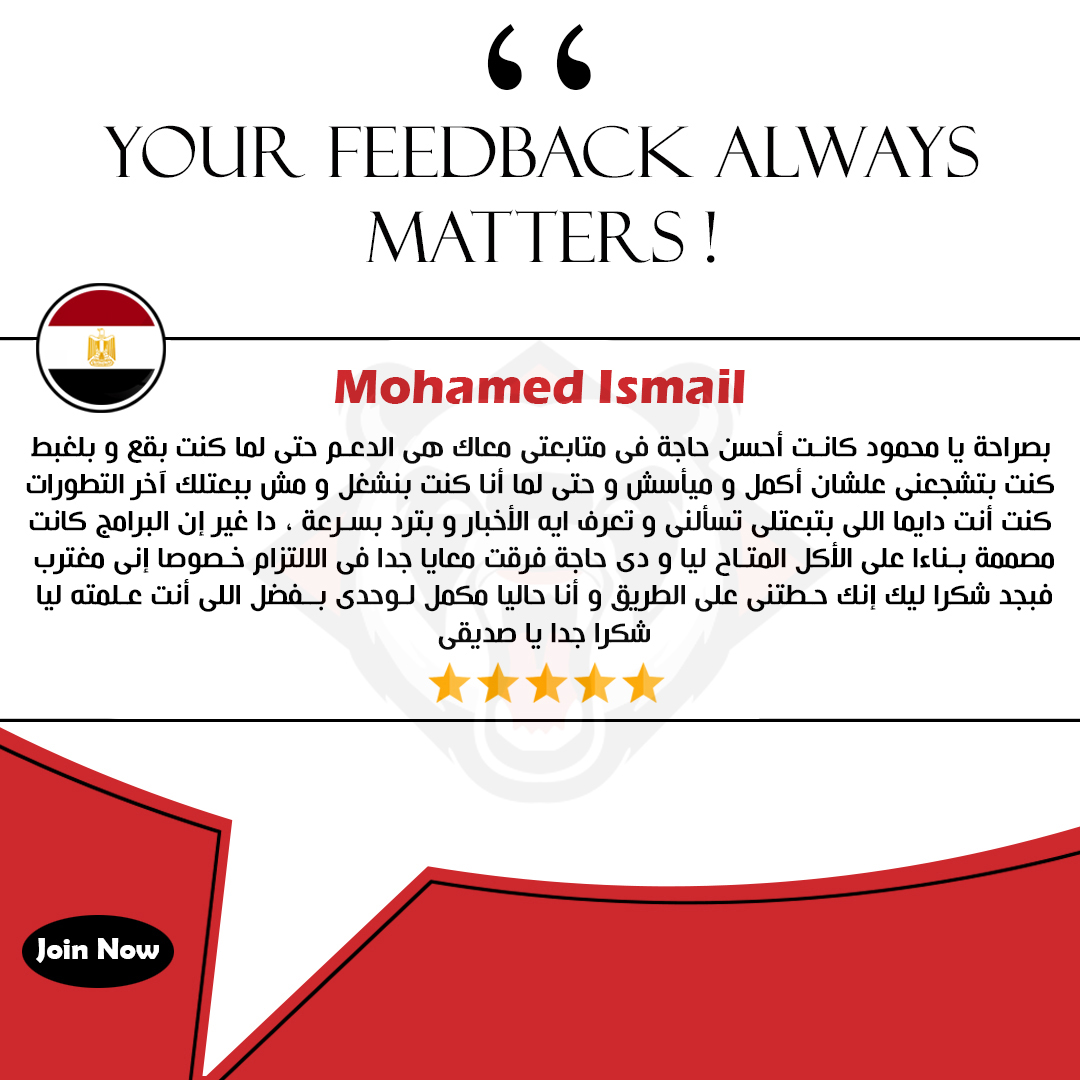 “
YOUR FEEDBACK ALWAYS
MATTERS !
Mohamed Ismail
بصراحة يا محمود كانت أحسن حاجة فى متابعتى معاك هى الدعم حتى لما كنت بقع و بلغبط
كنت بتشجعنى علشان أكمل و ميأسش و حتى لما أنا كنت بنشغل و مش ببعتلك آخر التطورات
كنت أنت دايما اللى بتبعتلى تسألنى و تعرف ايه الأخبار و بترد بسرعة ، دا غير إن البرامج كانت
مصممة بناءا على الأكل المتاح ليا و دى حاجة فرقت معايا جدا فى الالتزام خصوصا إنى مغترب
فبجد شكرا ليك إنك حطتنى على الطريق و أنا حاليا مكمل لوحدى بفضل اللى أنت علمته ليا
شكرا جدا يا صديقى
Join Now